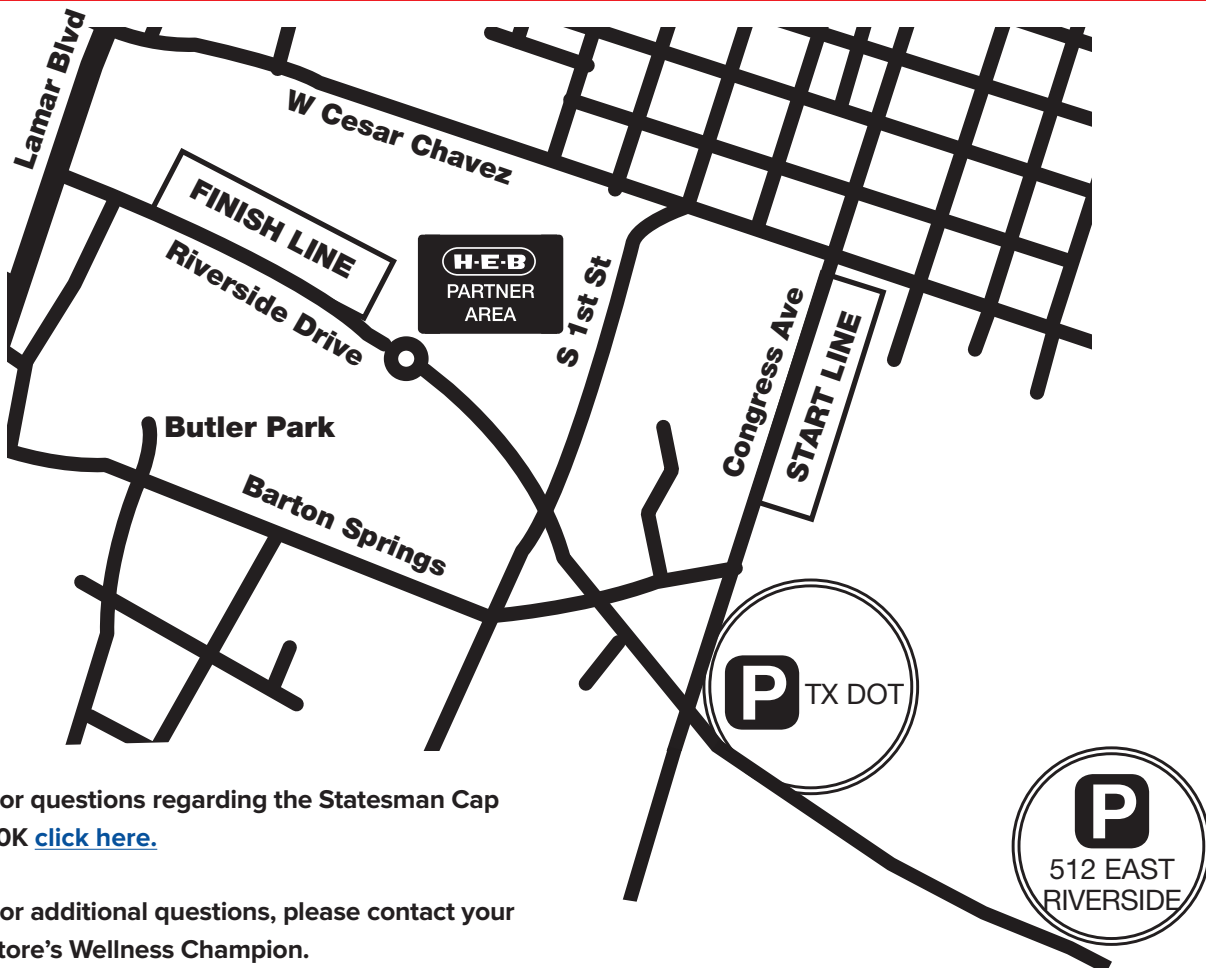 Lamar Blvd
W Cesar Chavez
FINISH LINE
Riverside Drive
H-E-B
PARTNER
AREA
S 1st St
Congress Ave
START LINE
Butler Park
Barton Springs
P TX DOT
P
512 EAST
RIVERSIDE
or questions regarding the Statesman Cap
0K click here.
or additional questions, please contact your
tore’s Wellness Champion.